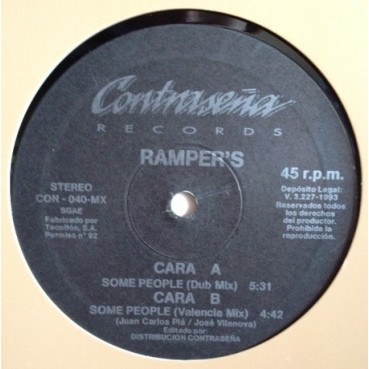 Contraseña
RECORDS
RAMPER'S
45 r.p.m.
STEREO
CON - 040-MX
SGAE
Fabricado por
Tecofón, S.A.
Permiso nº 92
Depósito Legal:
V. 3.227-1993
Reservados todos
los derechos
del productor.
Prohibido la
reproducción.
CARA A
SOME PEOPLE (Dub Mix) 5:31
CARA B
SOME PEOPLE (Valencia Mix) 4:42
(Juan Carlos Plá / José Vilanova)
Editado por:
DISTRIBUCION CONTRASEÑA